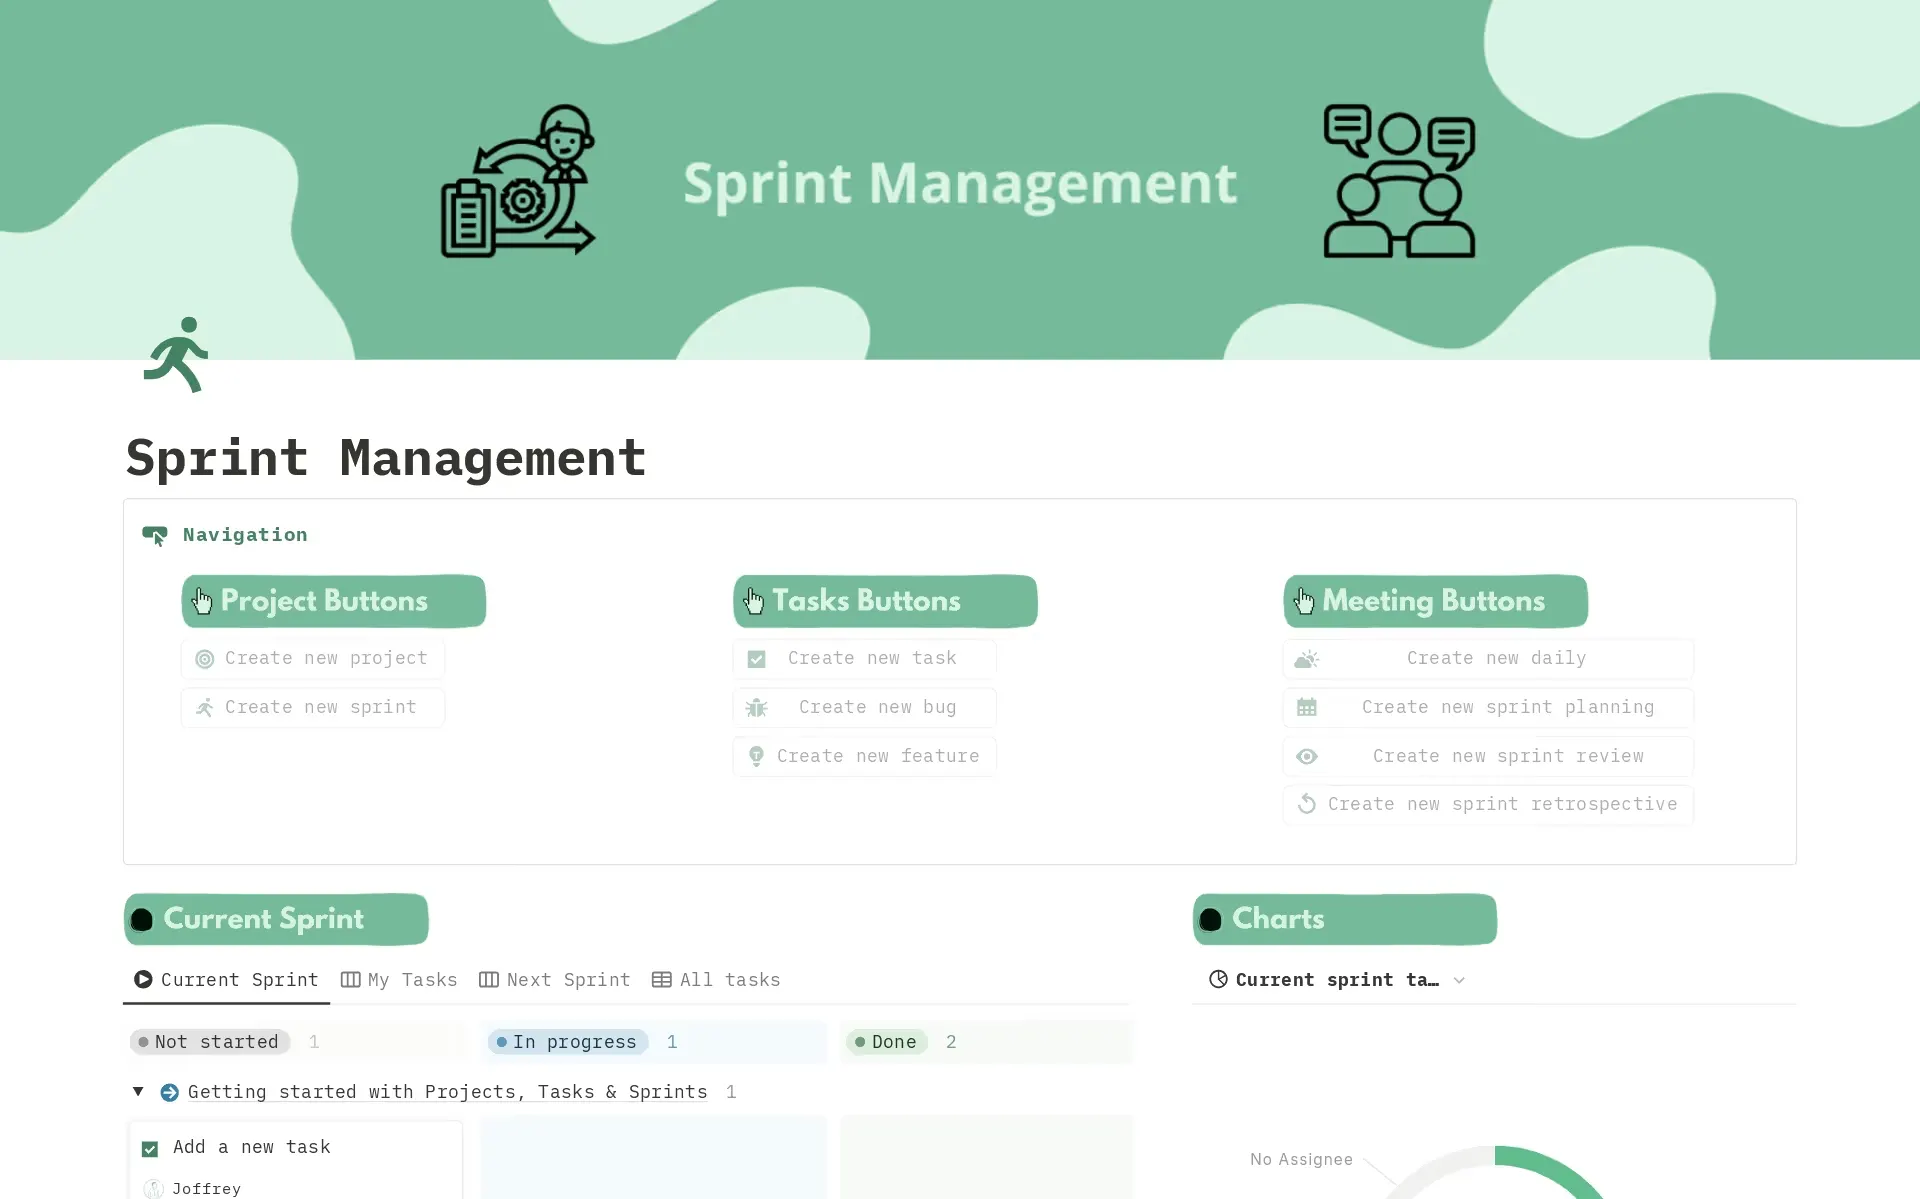 Sprint Management
Sprint Management
Navigation
Project Buttons
Create new project
Create new sprint
Tasks Buttons
Create new task
Create new bug
Create new feature
Meeting Buttons
Create new daily
Create new sprint planning
Create new sprint review
Create new sprint retrospective
Current Sprint
Current Sprint My Tasks Next Sprint All tasks
Not started 1 In progress 1 Done 2
Getting started with Projects, Tasks & Sprints 1
Add a new task
Joffrey
Charts
Current sprint ta…
No Assignee